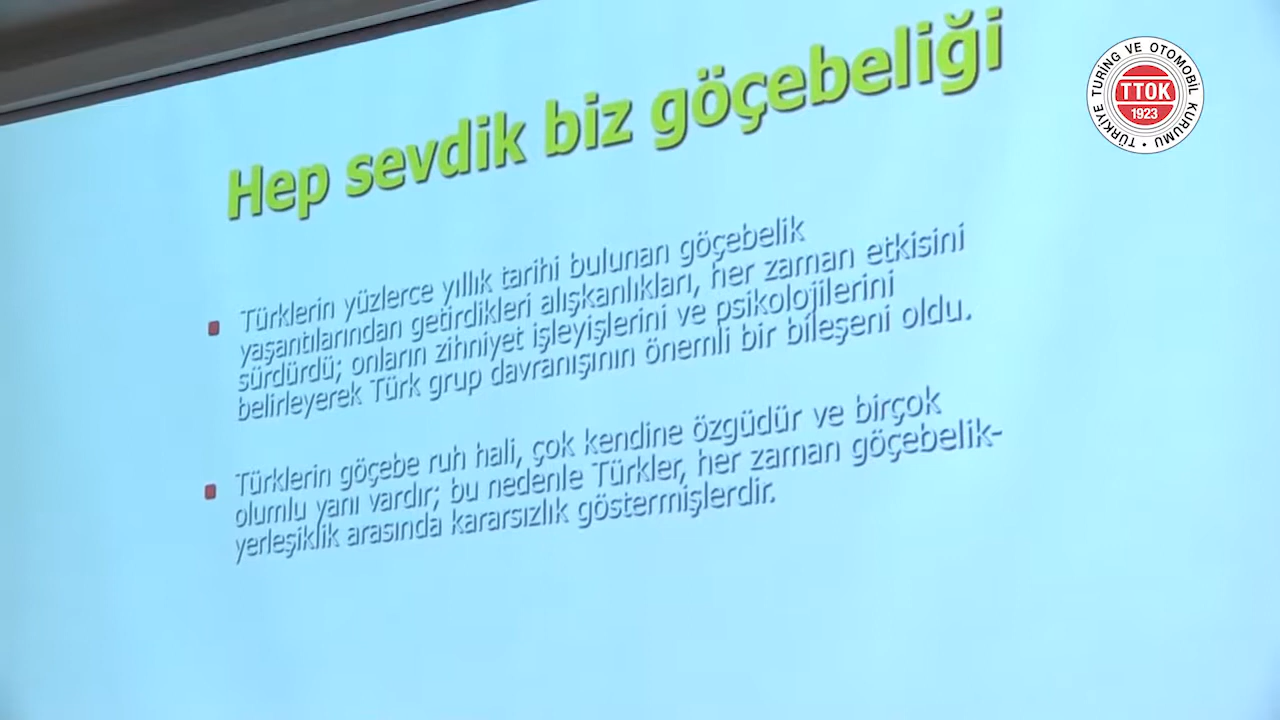 Hep sevdik biz göçebeliği
Türklerin yüzlerce yıllık tarihi bulunan göçebelik
yaşantılarından getirdikleri alışkanlıkları, her zaman etkisini
sürdürdü; onların zihniyet işleyişlerini ve psikolojilerini
belirleyerek Türk grup davranışının önemli bir bileşeni oldu.
Türklerin göçebe ruh hali, çok kendine özgüdür ve birçok
olumlu yanı vardır; bu nedenle Türkler, her zaman göçebelik-
yerleşiklik arasında kararsızlık göstermişlerdir.
TÜRKİYE TURİNG VE OTOMOBİL KURUMU •
TTOK
1923